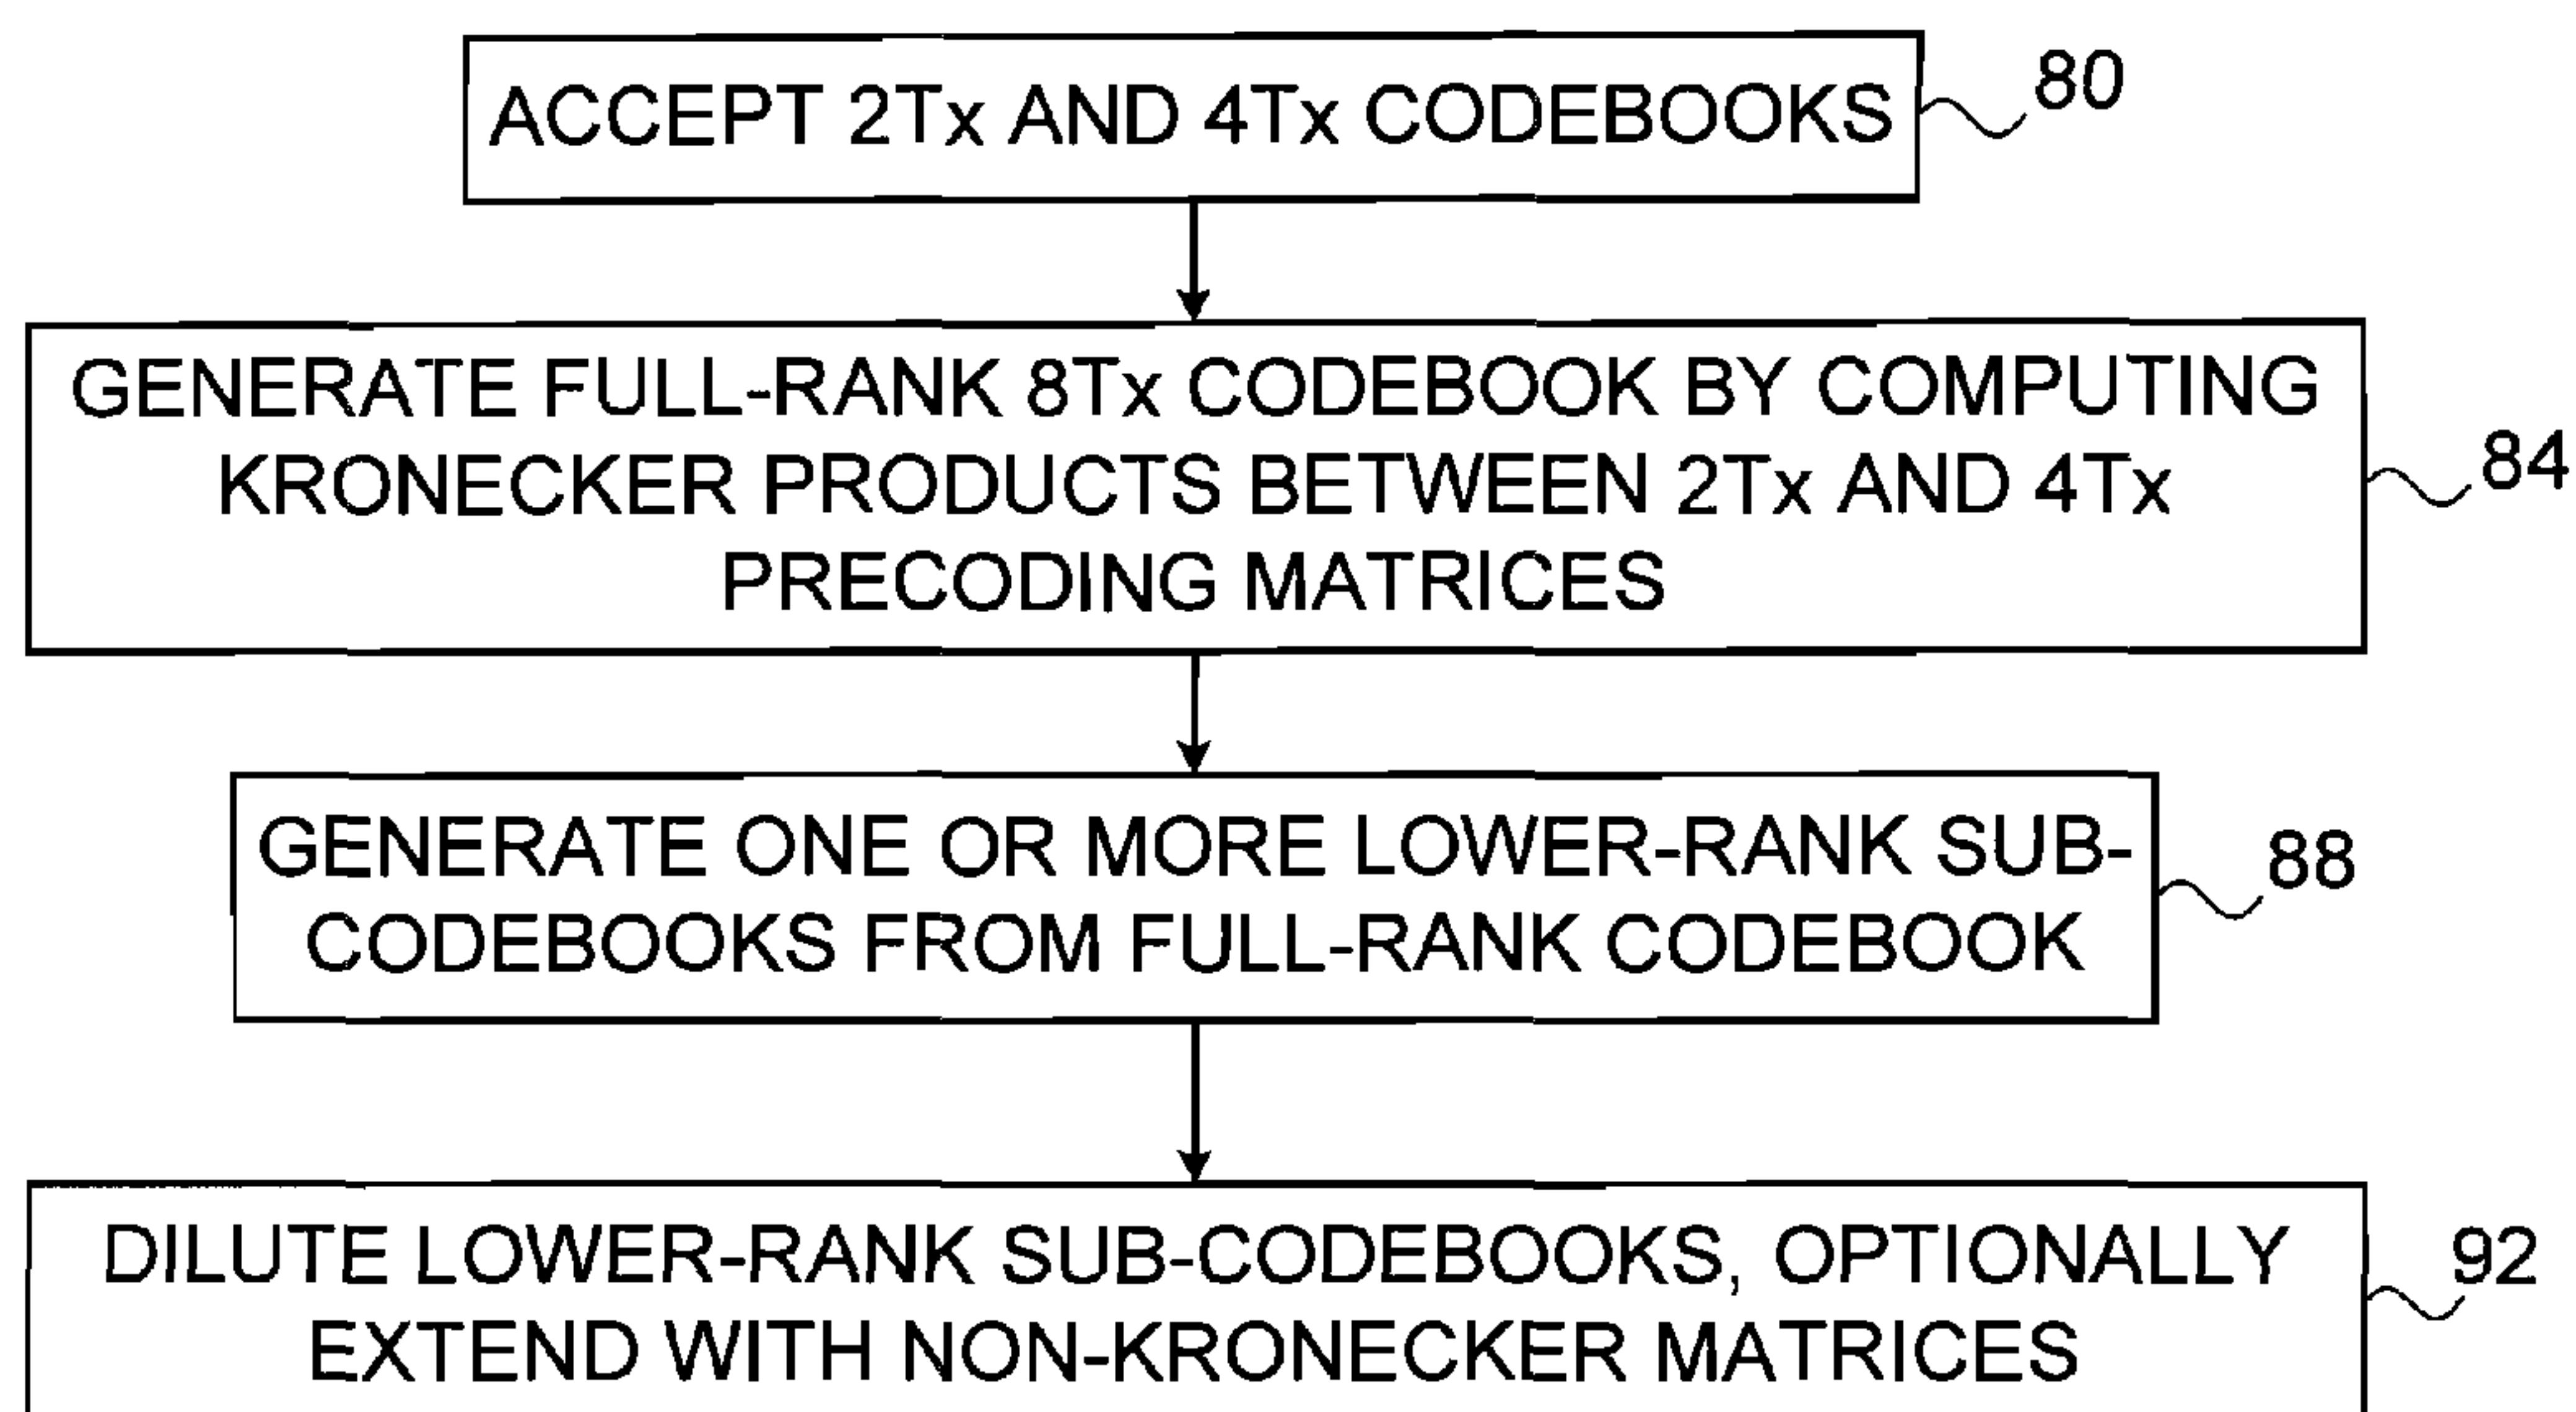 ACCEPT 2Tx AND 4Tx CODEBOOKS
80
GENERATE FULL-RANK 8Tx CODEBOOK BY COMPUTING
KRONECKER PRODUCTS BETWEEN 2Tx AND 4Tx
PRECODING MATRICES
84
GENERATE ONE OR MORE LOWER-RANK SUB-
CODEBOOKS FROM FULL-RANK CODEBOOK
88
DILUTE LOWER-RANK SUB-CODEBOOKS, OPTIONALLY
EXTEND WITH NON-KRONECKER MATRICES
92